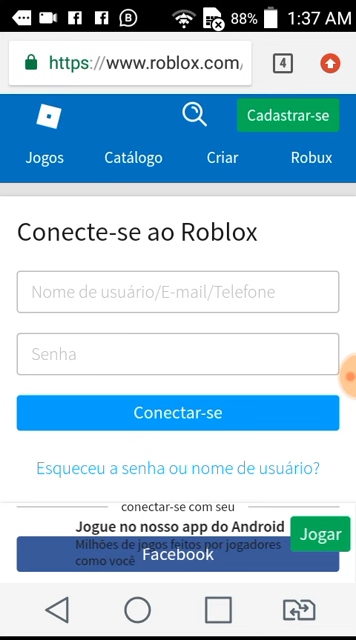 88% 1:37 AM
https://www.roblox.com/
4
Cadastrar-se
Jogos Catálogo Criar Robux
Conecte-se ao Roblox
Nome de usuário/E-mail/Telefone
Senha
Conectar-se
Esqueceu a senha ou nome de usuário?
conectar-se com seu
Jogue no nosso app do Android
Jogar
Milhões de jogos feitos por jogadores
Facebook
como você